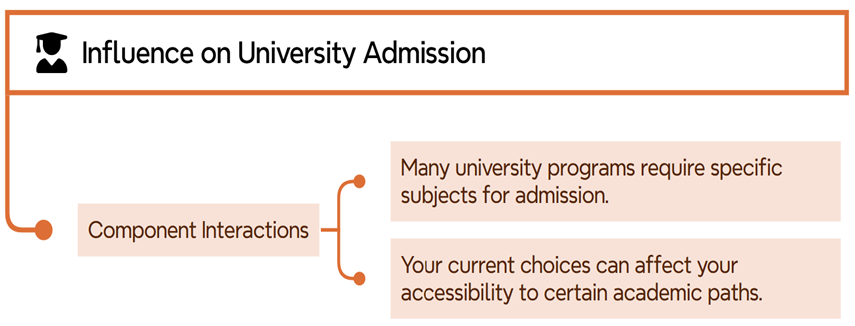 Influence on University Admission
Component Interactions
Many university programs require specific
subjects for admission.
Your current choices can affect your
accessibility to certain academic paths.